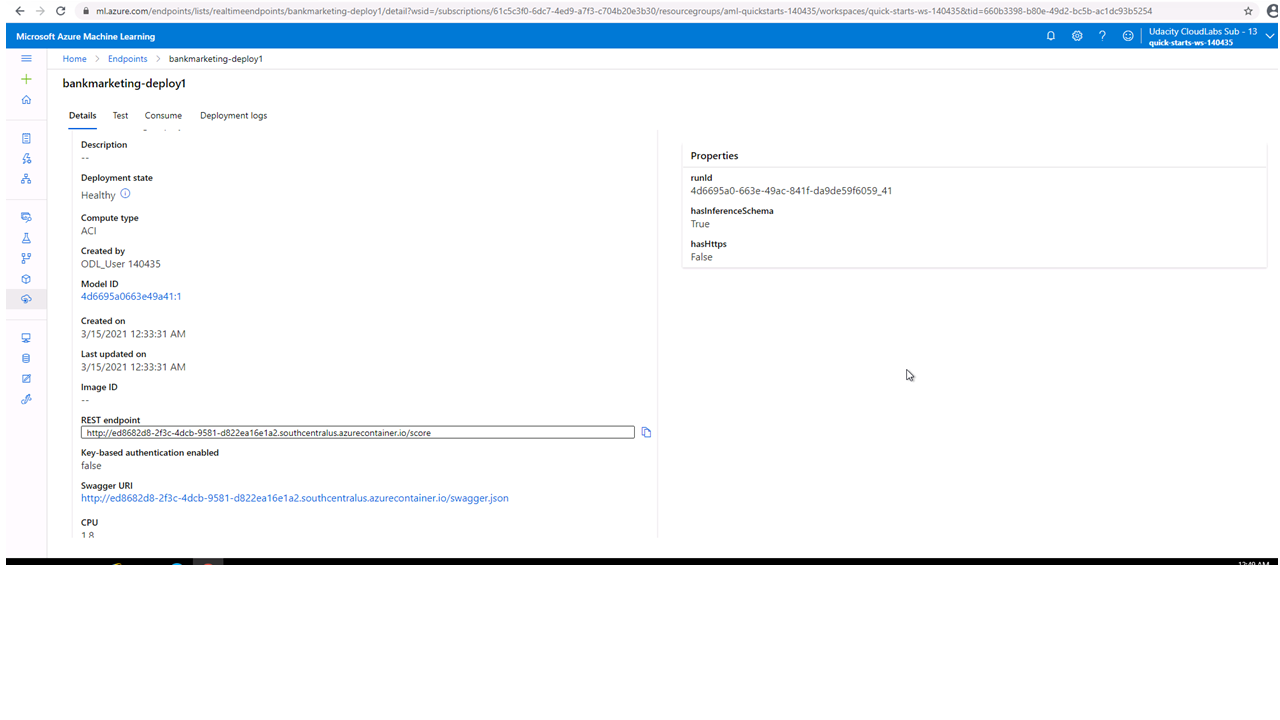 ml.azure.com/endpoints/lists/realtimeendpoints/bankmarketing-deploy1/detail?wsid=/subscriptions/61c5c3f0-6dc7-4ed9-a7f3-c704b20e3b30/resourcegroups/aml-quickstarts-140435/workspaces/quick-starts-ws-140435&tid=660b3398-b80e-49d2-bc5b-ac1dc93b5254
Microsoft Azure Machine Learning
Udacity CloudLabs Sub - 13
quick-starts-ws-140435
Home > Endpoints > bankmarketing-deploy1
bankmarketing-deploy1
Details Test Consume Deployment logs
Description
--
Deployment state
Healthy
Compute type
ACI
Created by
ODL_User 140435
Model ID
4d6695a0663e49a41:1
Created on
3/15/2021 12:33:31 AM
Last updated on
3/15/2021 12:33:31 AM
Image ID
--
REST endpoint
http://ed8682d8-2f3c-4dcb-9581-d822ea16e1a2.southcentralus.azurecontainer.io/score
Key-based authentication enabled
false
Swagger URI
http://ed8682d8-2f3c-4dcb-9581-d822ea16e1a2.southcentralus.azurecontainer.io/swagger.json
CPU
1.8
Properties
runId
4d6695a0-663e-49ac-841f-da9de59f6059_41
hasInferenceSchema
True
hasHttps
False